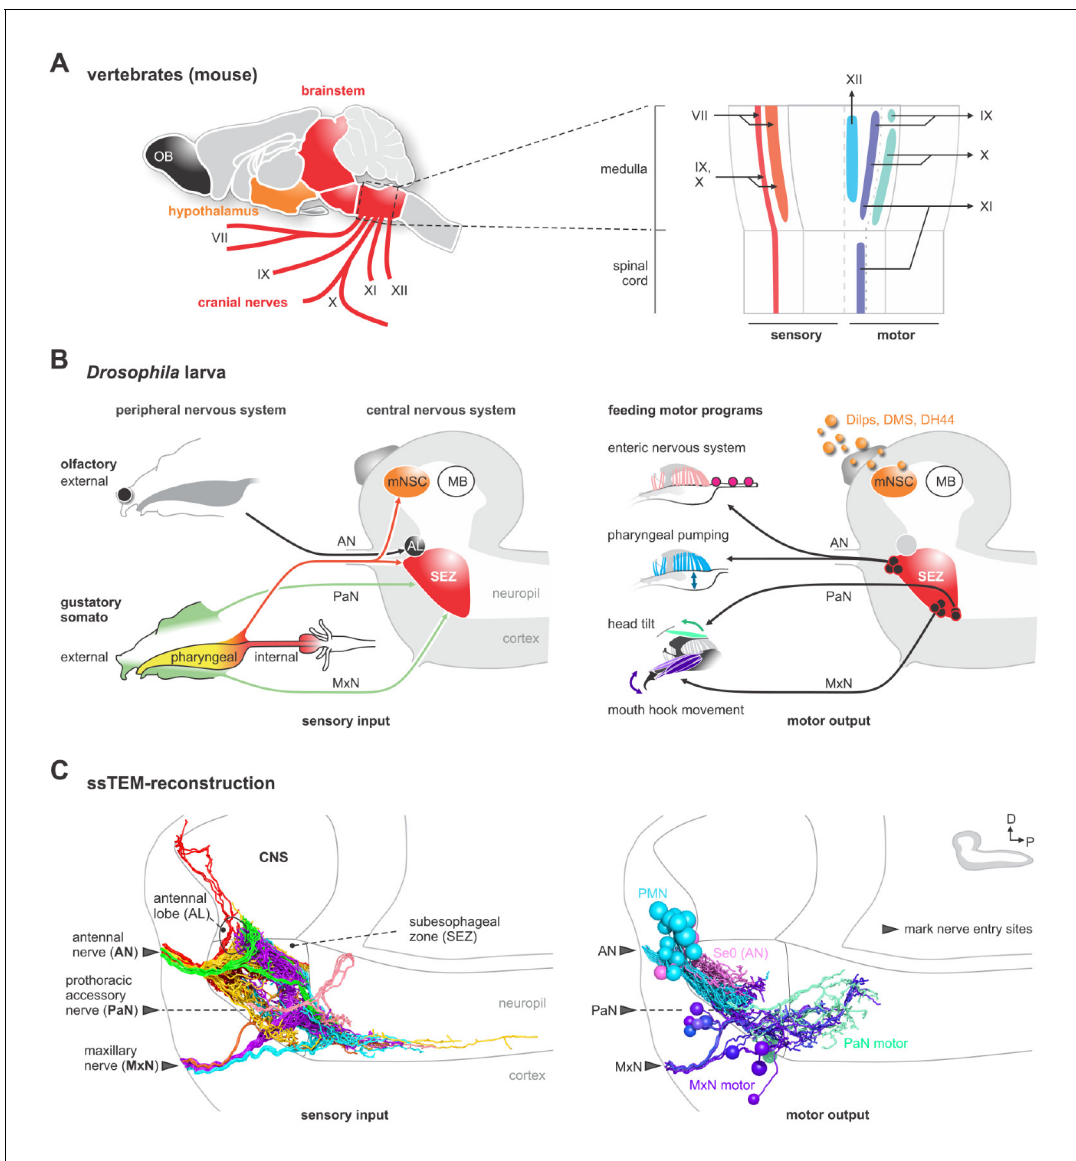 A
vertebrates (mouse)
brainstem
OB
hypothalamus
VII
IX
X
XI
XII
cranial nerves
XII
VII
IX
medulla
IX,
X
X
XI
spinal
cord
sensory
motor
B
Drosophila larva
peripheral nervous system
central nervous system
feeding motor programs
Dilps, DMS, DH44
olfactory
external
mNSC
MB
enteric nervous system
mNSC
MB
AN
AL
pharyngeal pumping
AN
SEZ
SEZ
gustatory
somato
PaN
neuropil
PaN
head tilt
external
pharyngeal
internal
cortex
MxN
MxN
mouth hook movement
sensory input
motor output
C
ssTEM-reconstruction
CNS
D
P
antennal
lobe (AL)
subesophageal
zone (SEZ)
PMN
mark nerve entry sites
antennal
nerve (AN)
AN
Se0 (AN)
prothoracic
accessory
nerve (PaN)
neuropil
PaN
PaN motor
maxillary
nerve (MxN)
cortex
MxN
MxN motor
sensory input
motor output